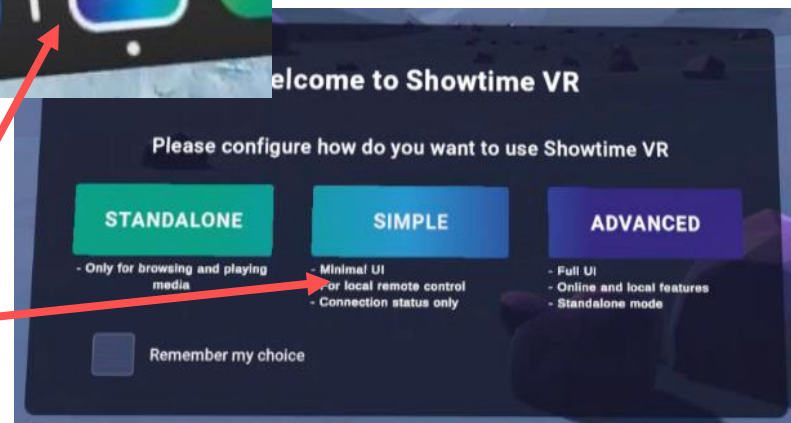 elcome to Showtime VR
Please configure how do you want to use Showtime VR
STANDALONE
- Only for browsing and playing
media
SIMPLE
- Minimal UI
For local remote control
- Connection status only
ADVANCED
- Full UI
- Online and local features
- Standalone mode
Remember my choice